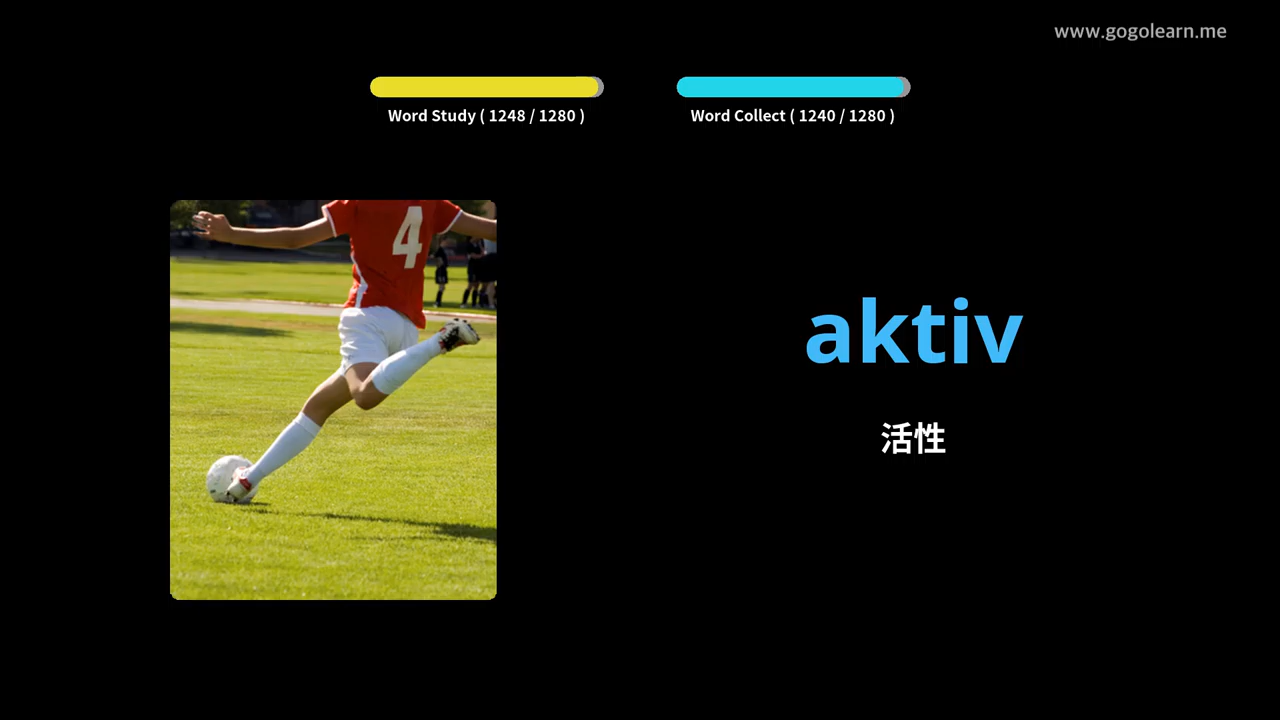 www.gogolearn.me
Word Study ( 1248 / 1280 )
Word Collect ( 1240 / 1280 )
4
aktiv
活性